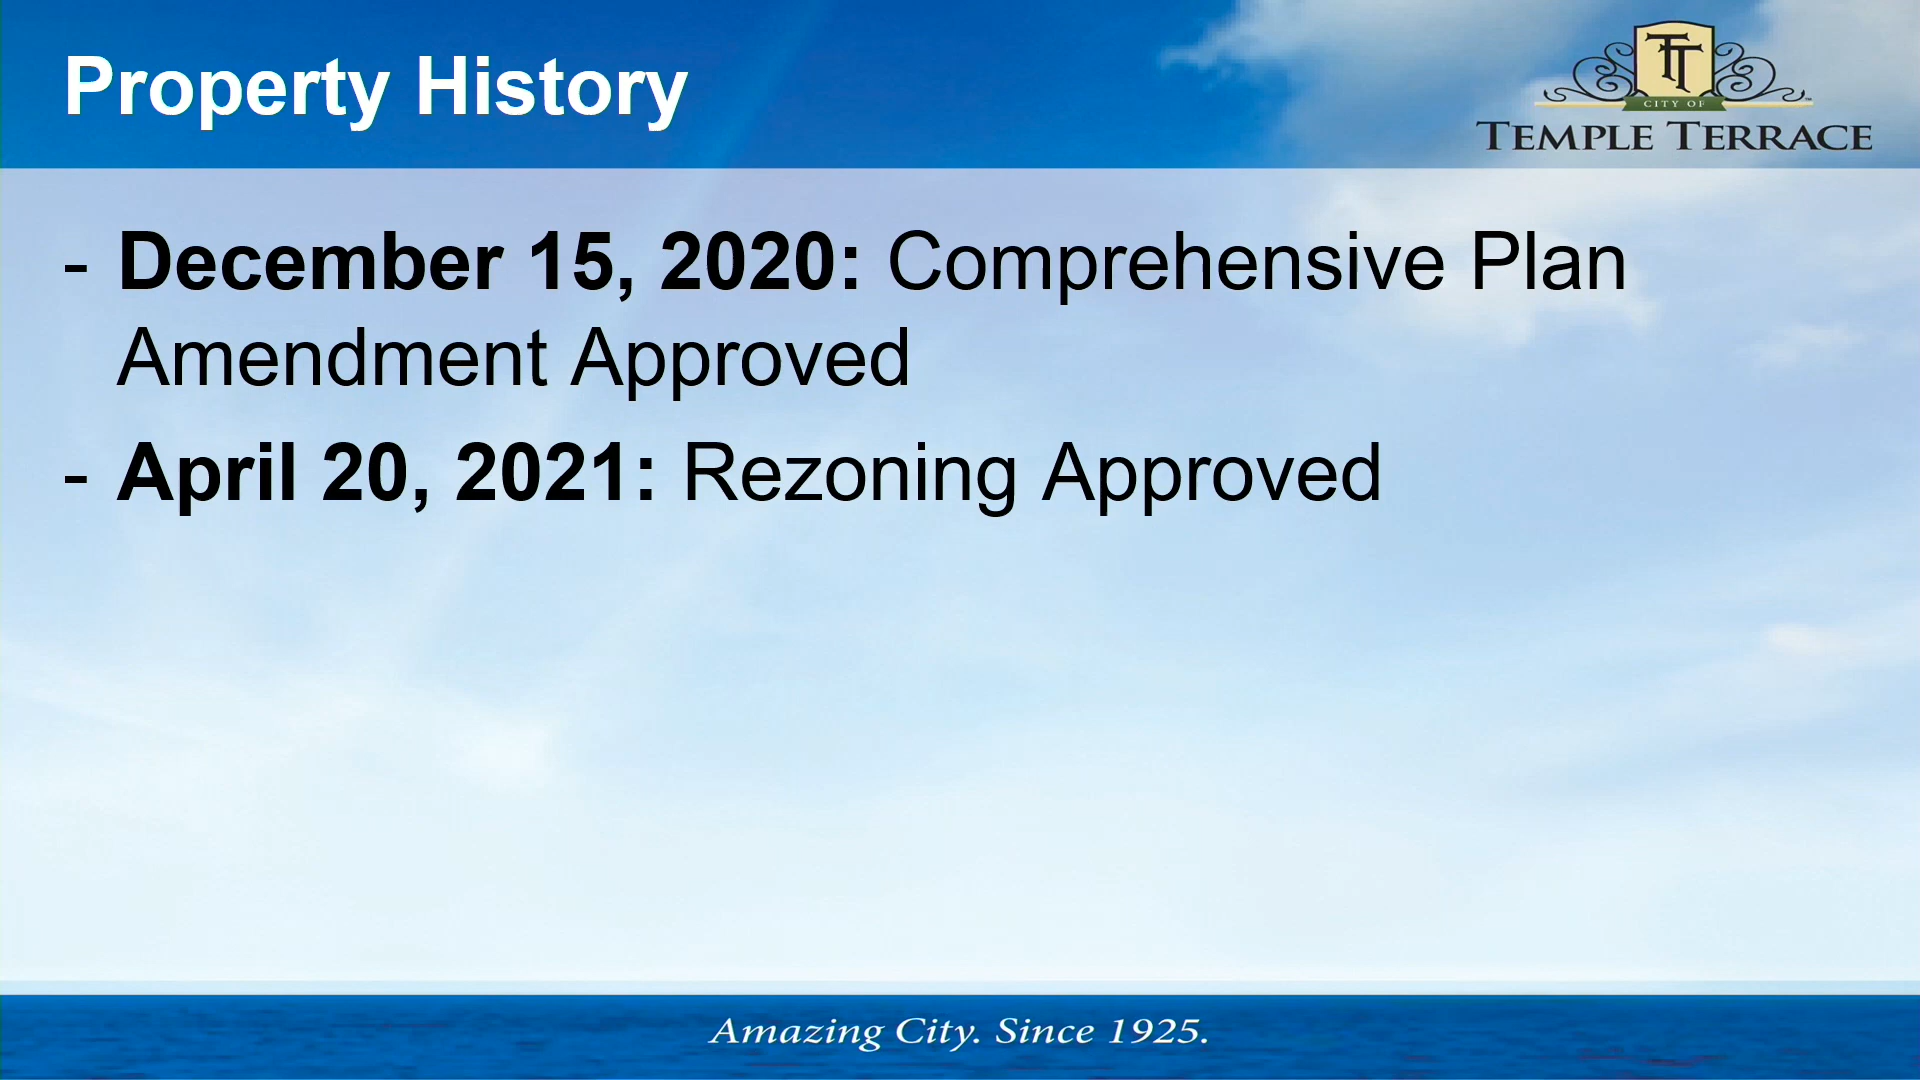 Property History
TT
CITY OF
TEMPLE TERRACE
- December 15, 2020: Comprehensive Plan
Amendment Approved
- April 20, 2021: Rezoning Approved
Amazing City. Since 1925.